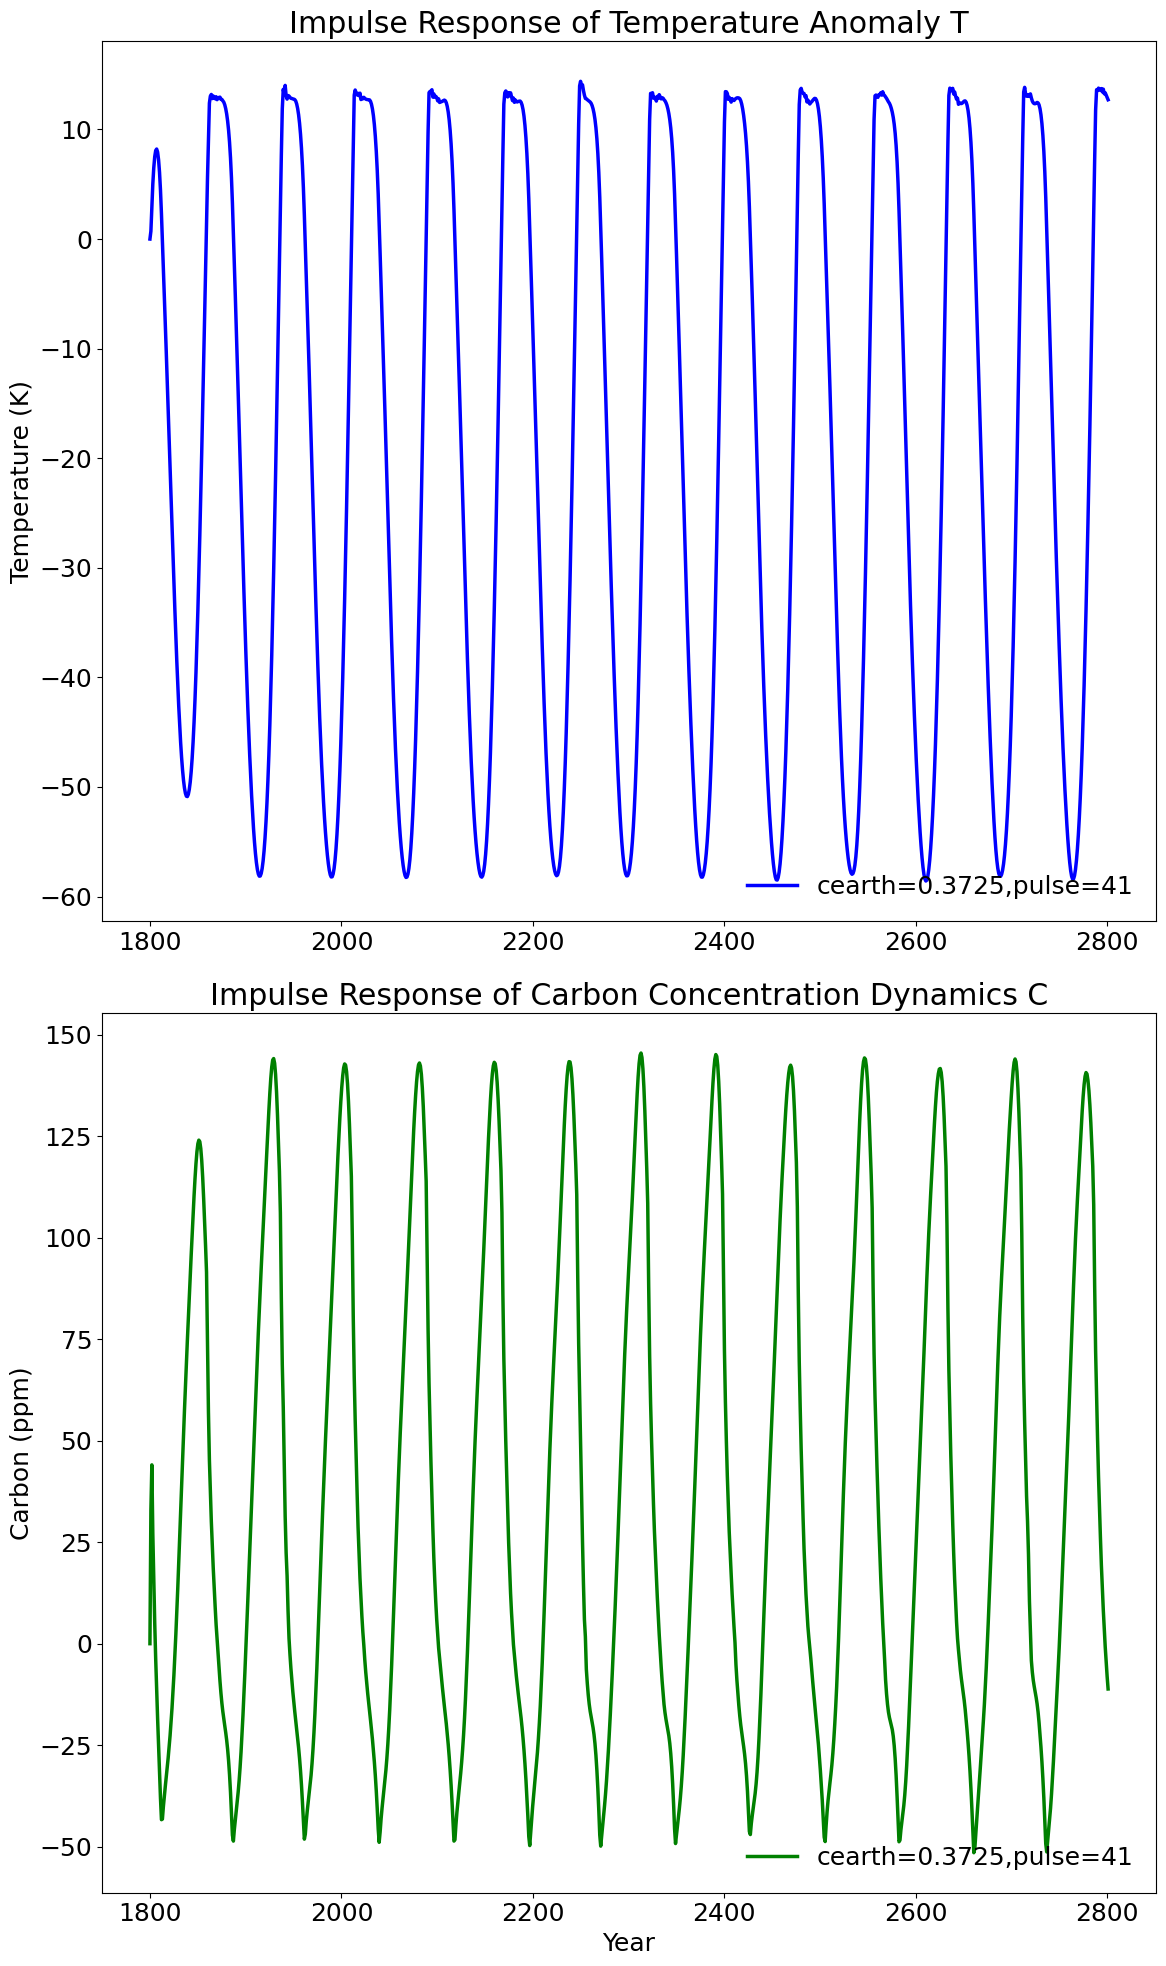 Impulse Response of Temperature Anomaly T
Temperature (K)
10
0
−10
−20
−30
−40
−50
−60
cearth=0.3725,pulse=41
1800 2000 2200 2400 2600 2800
Impulse Response of Carbon Concentration Dynamics C
Carbon (ppm)
150
125
100
75
50
25
0
−25
−50
cearth=0.3725,pulse=41
1800 2000 2200 2400 2600 2800
Year